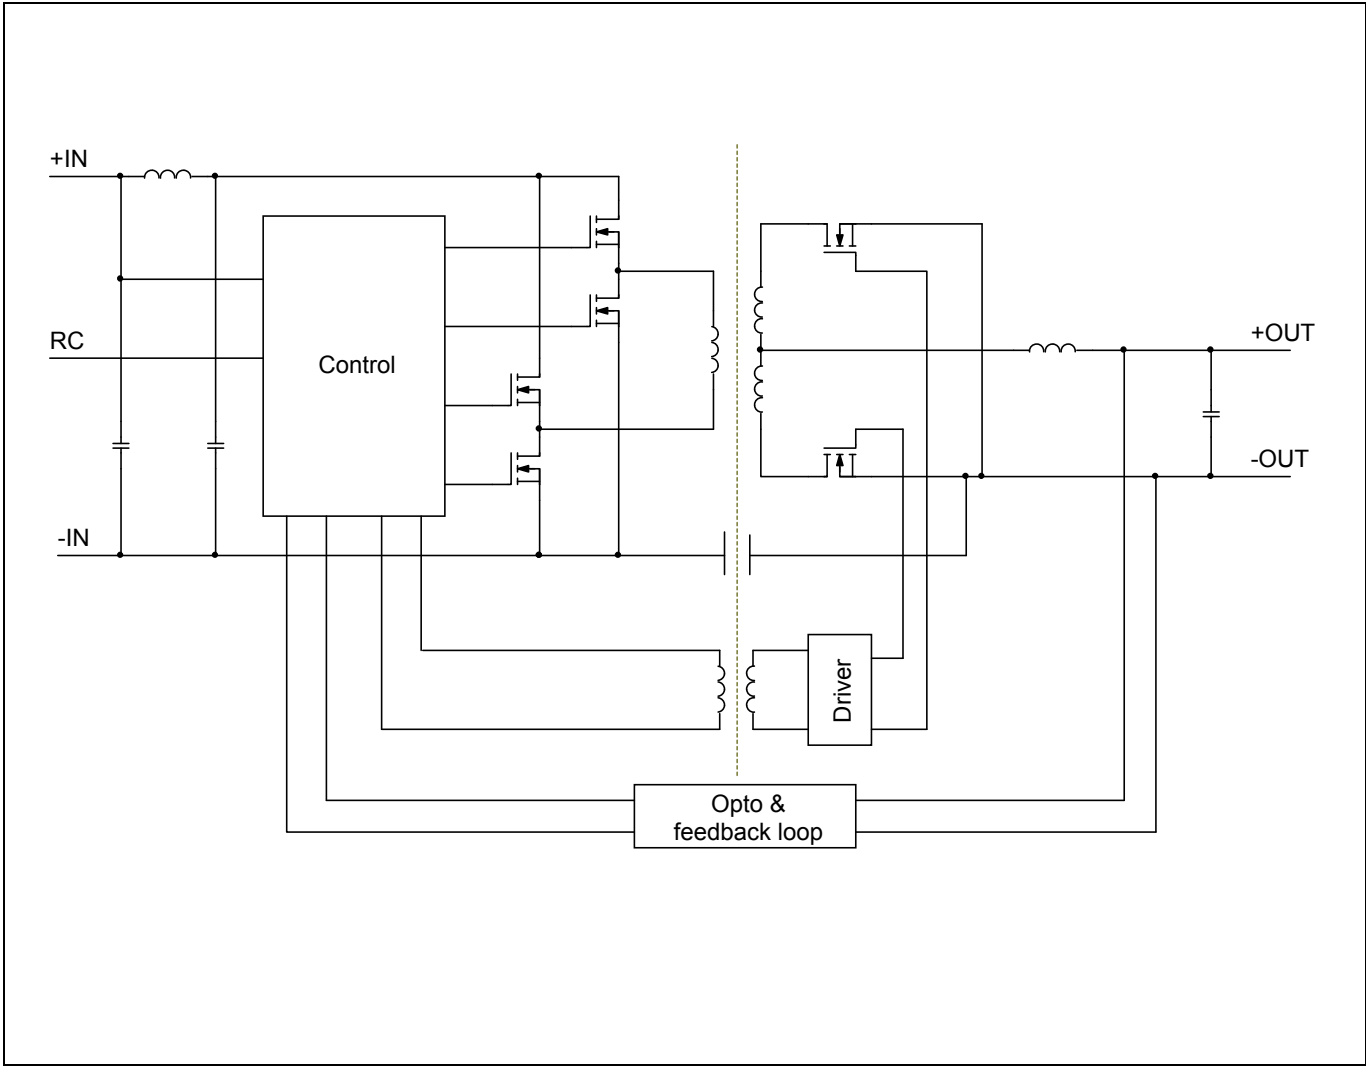 +IN
RC
Control
-IN
+OUT
-OUT
Driver
Opto &
feedback loop